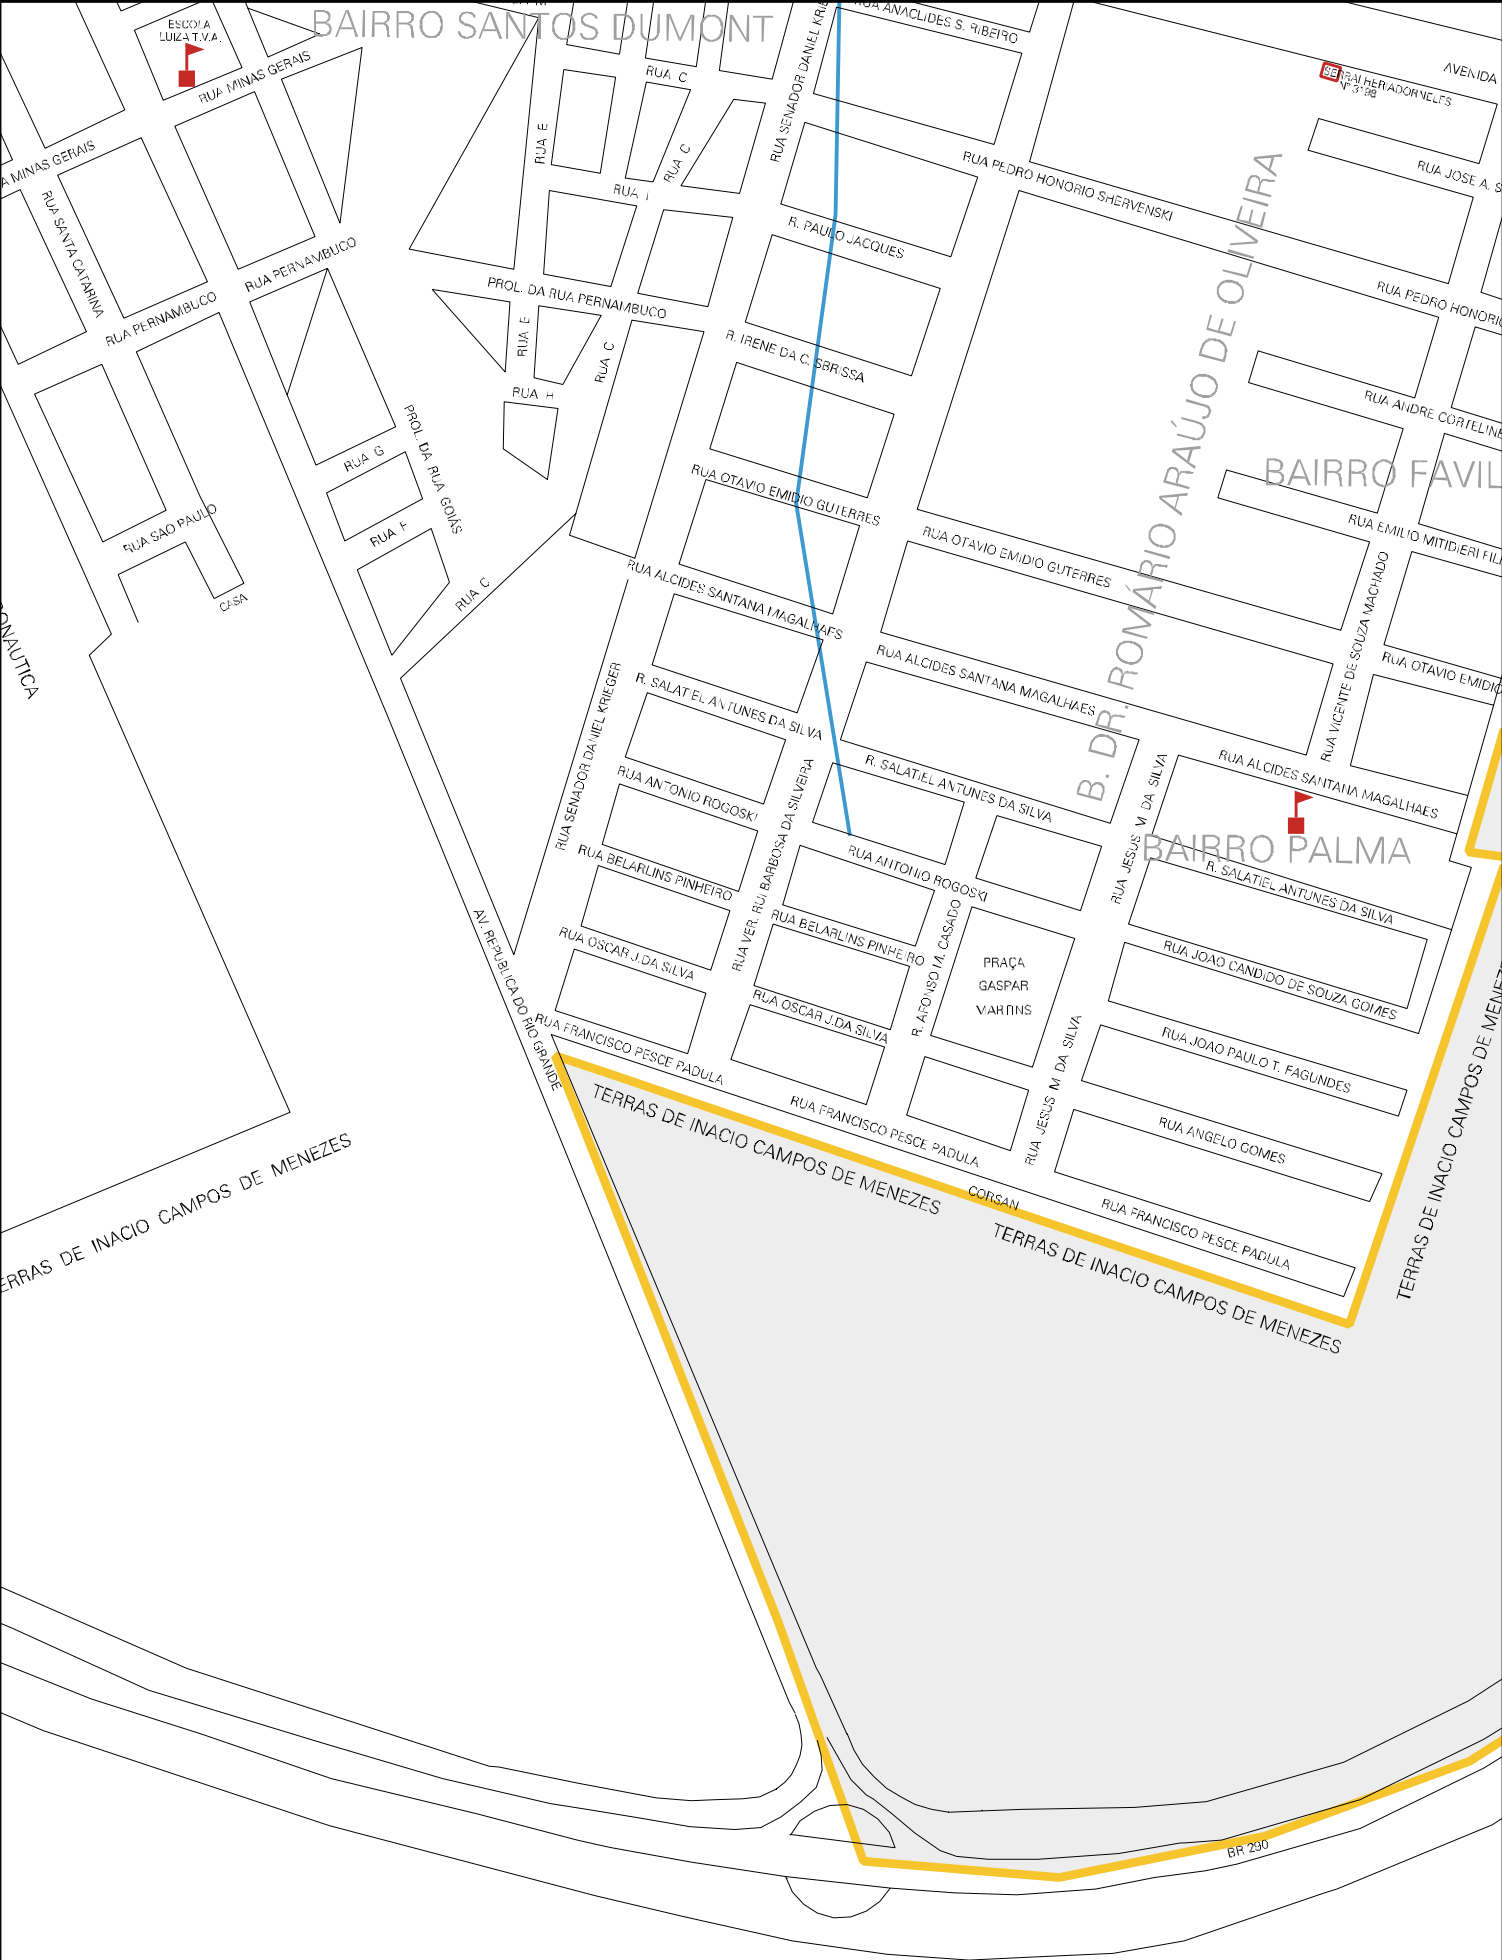 ESCOLA
LUIZA T.V.A.
BAIRRO SANTOS DUMONT
RUA ANACLIDES S. RIBEIRO
RUA MINAS GERAIS
RUA C
RUA SENADOR DANIEL KRIE
AVENIDA
Nº 3198
RUA E
RUA C
RUA I
RUA PEDRO HONORIO SHERVENSKI
RUA JOSE A. S
A MINAS GERAIS
RUA SANTA CATARINA
R. PAULO JACQUES
RUA PERNAMBUCO
RUA PERNAMBUCO
PROL. DA RUA PERNAMBUCO
RUA PEDRO HONORIO
RUA E
RUA C
R. IRENE DA C. SBRISSA
RUA H
RUA ANDRE CORTELINE
B. DR. ROMÁRIO ARAÚJO DE OLIVEIRA
BAIRRO FAVIL
RUA G
PROL. DA RUA GOIÁS
RUA OTAVIO EMIDIO GUTERRES
RUA SAO PAULO
RUA F
RUA OTAVIO EMIDIO GUTERRES
RUA EMILIO MITIDIERI FIL
CASA
RUA C
RUA ALCIDES SANTANA MAGALHAES
RUA VICENTE DE SOUZA MACHADO
ONAUTICA
RUA ALCIDES SANTANA MAGALHAES
RUA OTAVIO EMIDIO
R. SALATIEL ANTUNES DA SILVA
RUA SENADOR DANIEL KRIEGER
R. SALATIEL ANTUNES DA SILVA
RUA ALCIDES SANTANA MAGALHAES
RUA ANTONIO ROGOSKI
RUA JESUS M DA SILVA
BAIRRO PALMA
RUA BELARLINS PINHEIRO
RUA VER. RUI BARBOSA DA SILVEIRA
RUA ANTONIO ROGOSKI
R. SALATIEL ANTUNES DA SILVA
AV. REPUBLICA DO RIO GRANDE
RUA OSCAR J.DA SILVA
RUA BELARLINS PINHEIRO
R. AFONSO M. CASADO
PRAÇA
GASPAR
MARTINS
RUA JOAO CANDIDO DE SOUZA GOMES
RUA OSCAR J.DA SILVA
RUA FRANCISCO PESCE PADULA
RUA JESUS M DA SILVA
RUA JOAO PAULO T. FAGUNDES
TERRAS DE INACIO CAMPOS DE MENEZES
RUA FRANCISCO PESCE PADULA
RUA ANGELO GOMES
TERRAS DE INACIO CAMPOS DE MENEZE
ERRAS DE INACIO CAMPOS DE MENEZES
CORSAN
RUA FRANCISCO PESCE PADULA
TERRAS DE INACIO CAMPOS DE MENEZES
BR 290